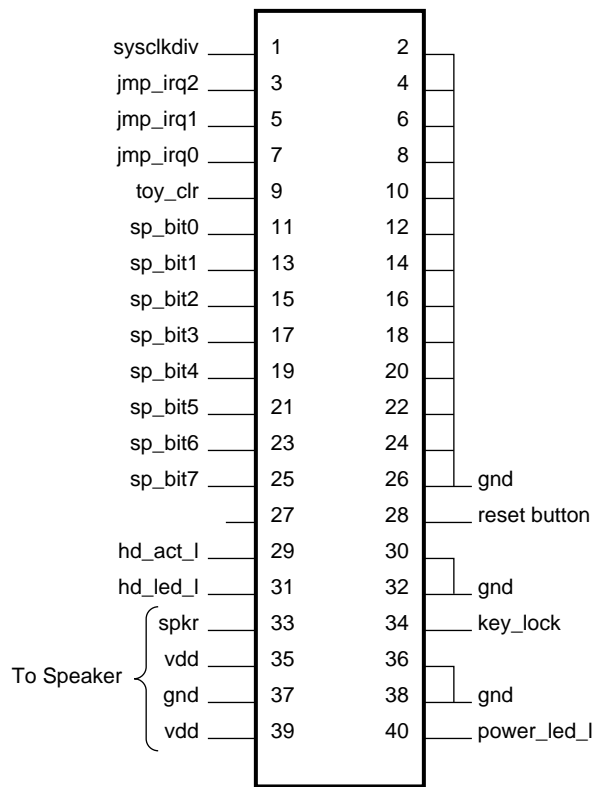 sysclkdiv 1 2
jmp_irq2 3 4
jmp_irq1 5 6
jmp_irq0 7 8
toy_clr 9 10
sp_bit0 11 12
sp_bit1 13 14
sp_bit2 15 16
sp_bit3 17 18
sp_bit4 19 20
sp_bit5 21 22
sp_bit6 23 24
sp_bit7 25 26 gnd
27 28 reset button
hd_act_l 29 30
hd_led_l 31 32 gnd
spkr 33 34 key_lock
vdd 35 36
To Speaker
gnd 37 38 gnd
vdd 39 40 power_led_l